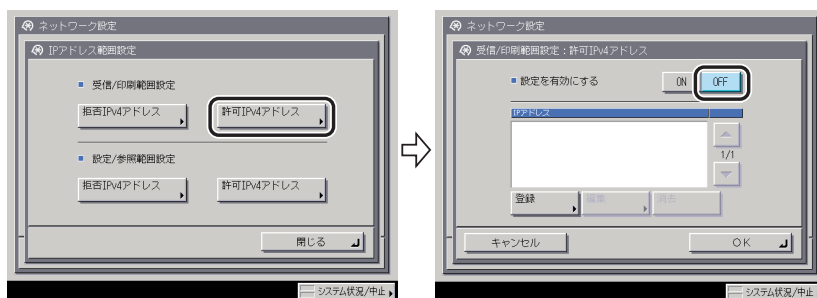 ネットワーク設定
IPアドレス範囲設定
受信/印刷範囲設定
拒否IPv4アドレス
許可IPv4アドレス
設定/参照範囲設定
拒否IPv4アドレス
許可IPv4アドレス
閉じる
システム状況/中止
ネットワーク設定
受信/印刷範囲設定：許可IPv4アドレス
設定を有効にする
ON
OFF
IPアドレス
1/1
登録
編集
消去
キャンセル
OK
システム状況/中止